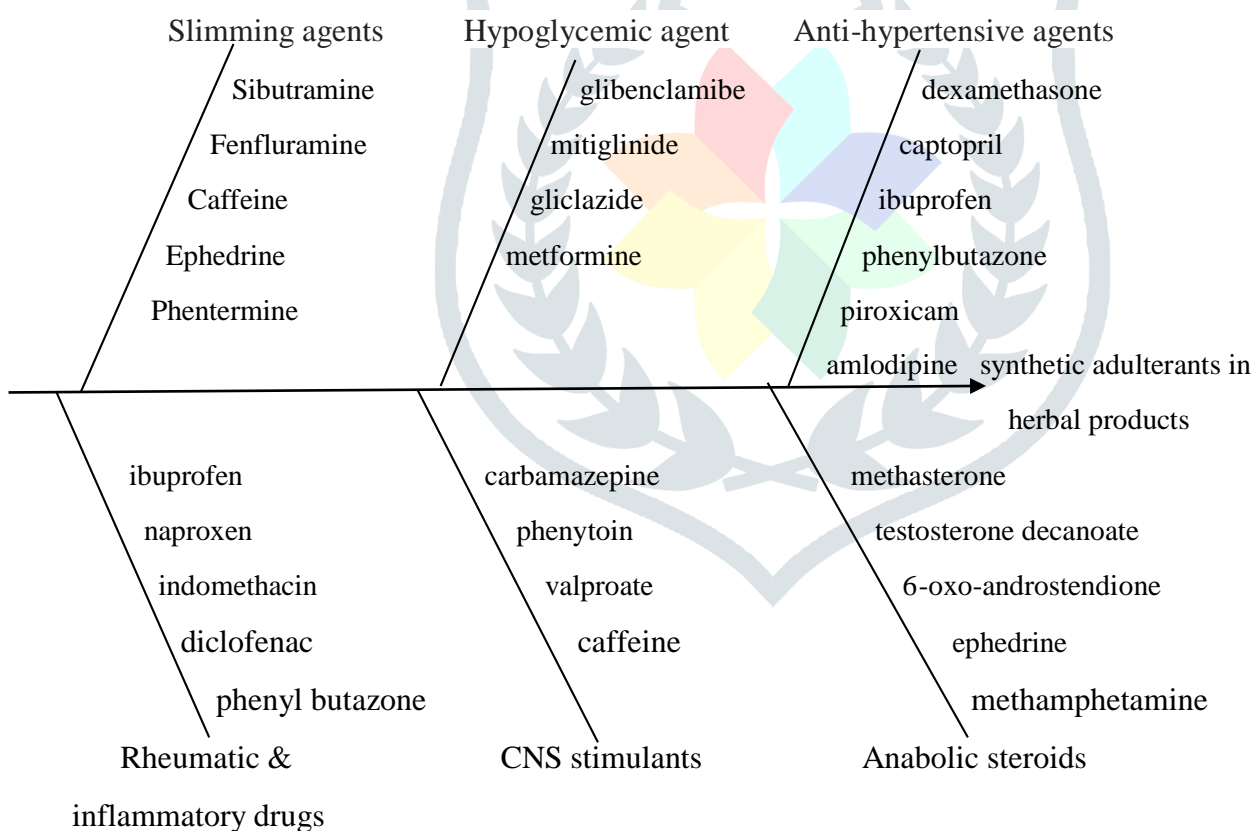 Slimming agents
Sibutramine
Fenfluramine
Caffeine
Ephedrine
Phentermine
Hypoglycemic agent
glibenclamibe
mitiglinide
gliclazide
metformine
Anti-hypertensive agents
dexamethasone
captopril
ibuprofen
phenylbutazone
piroxicam
amlodipine
synthetic adulterants in
herbal products
ibuprofen
naproxen
indomethacin
diclofenac
phenyl butazone
Rheumatic &
inflammatory drugs
carbamazepine
phenytoin
valproate
caffeine
CNS stimulants
methasterone
testosterone decanoate
6-oxo-androstendione
ephedrine
methamphetamine
Anabolic steroids